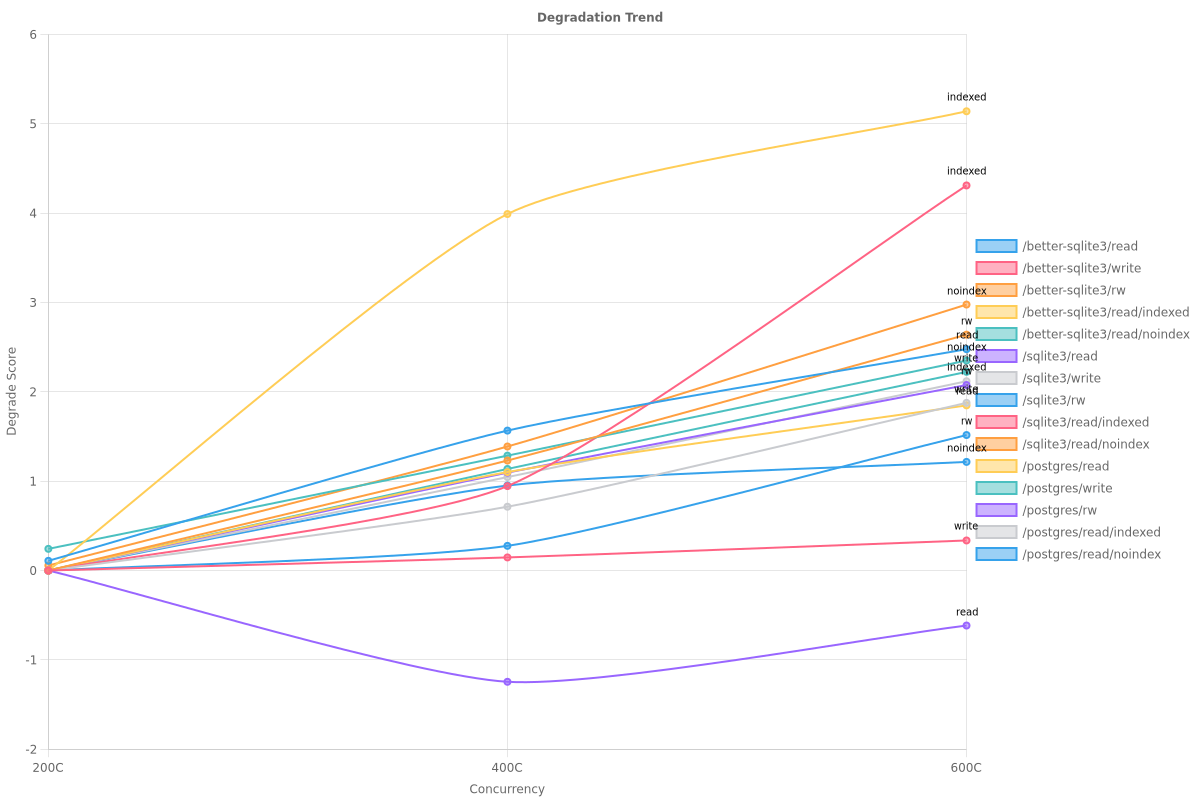 Degradation Trend
6
5
4
3
2
1
0
-1
-2
Degrade Score
200C
400C
600C
Concurrency
indexed
indexed
noindex
rw
read
noindex
write
indexed
rw
write
read
rw
noindex
write
read
/better-sqlite3/read
/better-sqlite3/write
/better-sqlite3/rw
/better-sqlite3/read/indexed
/better-sqlite3/read/noindex
/sqlite3/read
/sqlite3/write
/sqlite3/rw
/sqlite3/read/indexed
/sqlite3/read/noindex
/postgres/read
/postgres/write
/postgres/rw
/postgres/read/indexed
/postgres/read/noindex